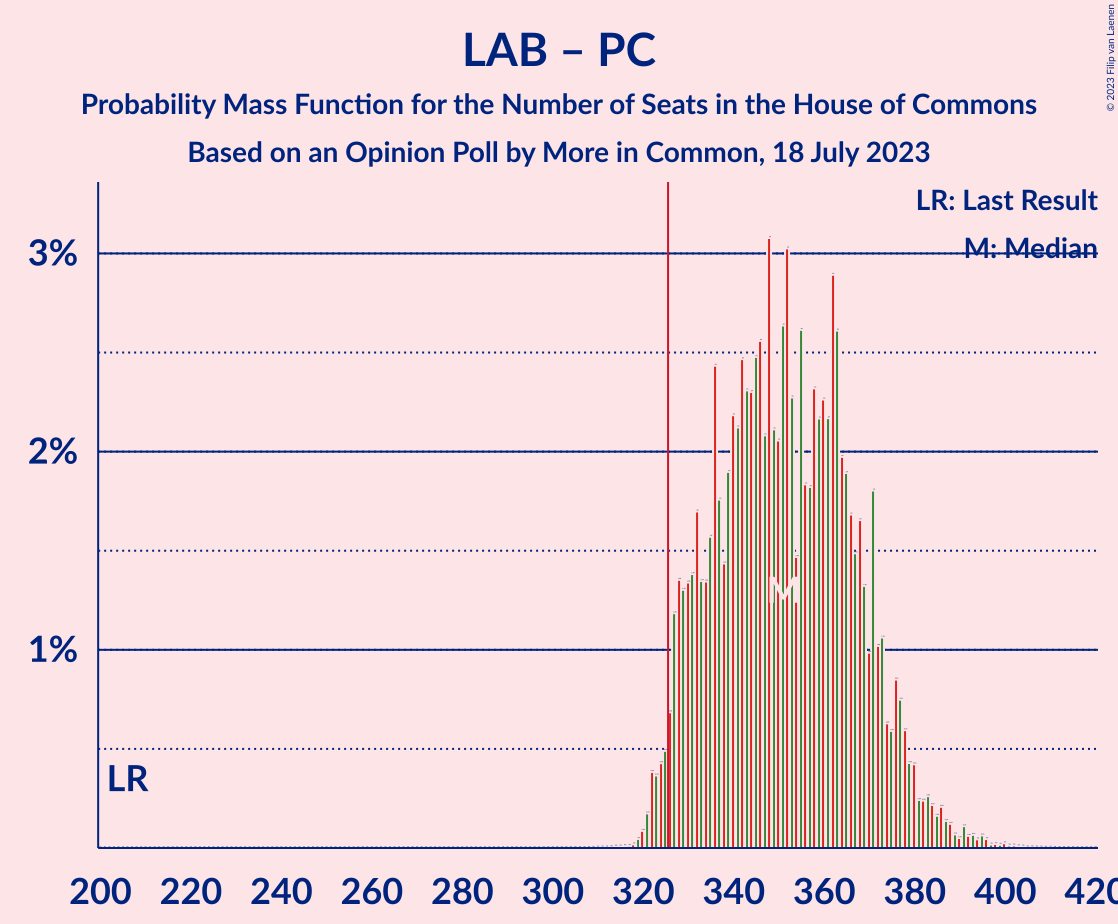 LAB – PC
Probability Mass Function for the Number of Seats in the House of Commons
Based on an Opinion Poll by More in Common, 18 July 2023
© 2023 Filip van Laenen
LR: Last Result
M: Median
3%
2%
1%
M
LR
200 220 240 260 280 300 320 340 360 380 400 420